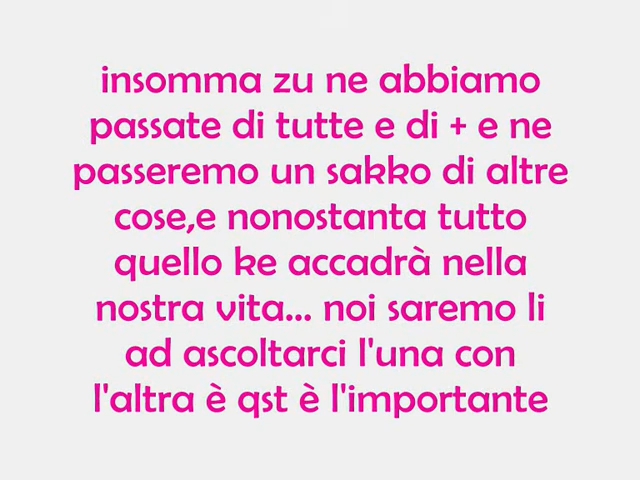 insomma zu ne abbiamo
passate di tutte e di + e ne
passeremo un sakko di altre
cose,e nonostanta tutto
quello ke accadrà nella
nostra vita... noi saremo li
ad ascoltarci l'una con
l'altra è qst è l'importante